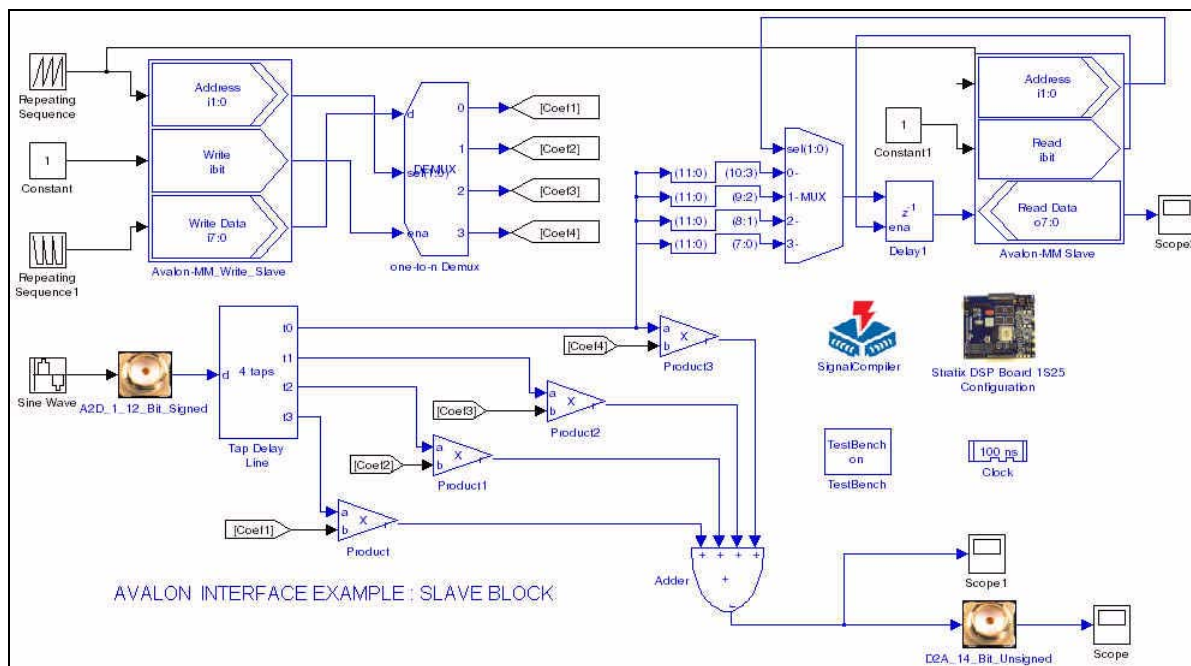 Repeating
Sequence
1
Constant
Repeating
Sequence1
Address
i1:0
Write
ibit
Write Data
i7:0
Avalon-MM_Write_Slave
d
DEMUX
sel(1:0)
ena
0
1
2
3
one-to-n Demux
[Coef1]
[Coef2]
[Coef3]
[Coef4]
(11:0) (10:3)
(11:0) (9:2)
(11:0) (8:1)
(11:0) (7:0)
sel(1:0)
0-
1- MUX
2-
3-
z-1
ena
Delay1
1
Constant1
Address
i1:0
Read
ibit
Read Data
o7:0
Avalon-MM Slave
Scope2
Sine Wave
A2D_1_12_Bit_Signed
d
4 taps
t0
t1
t2
t3
Tap Delay
Line
[Coef4]
a
b
X
r
Product3
[Coef3]
a
b
X
r
Product2
[Coef2]
a
b
X
r
Product1
[Coef1]
a
b
X
r
Product
SignalCompiler
Stratix DSP Board 1S25
Configuration
TestBench
on
TestBench
100 ns
Clock
+ + + +
+
Adder
Scope1
D2A_14_Bit_Unsigned
Scope
AVALON INTERFACE EXAMPLE : SLAVE BLOCK